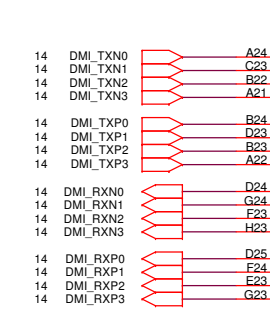 14 DMI_TXN0 A24
14 DMI_TXN1 C23
14 DMI_TXN2 B22
14 DMI_TXN3 A21
14 DMI_TXP0 B24
14 DMI_TXP1 D23
14 DMI_TXP2 B23
14 DMI_TXP3 A22
14 DMI_RXN0 D24
14 DMI_RXN1 G24
14 DMI_RXN2 F23
14 DMI_RXN3 H23
14 DMI_RXP0 D25
14 DMI_RXP1 F24
14 DMI_RXP2 E23
14 DMI_RXP3 G23